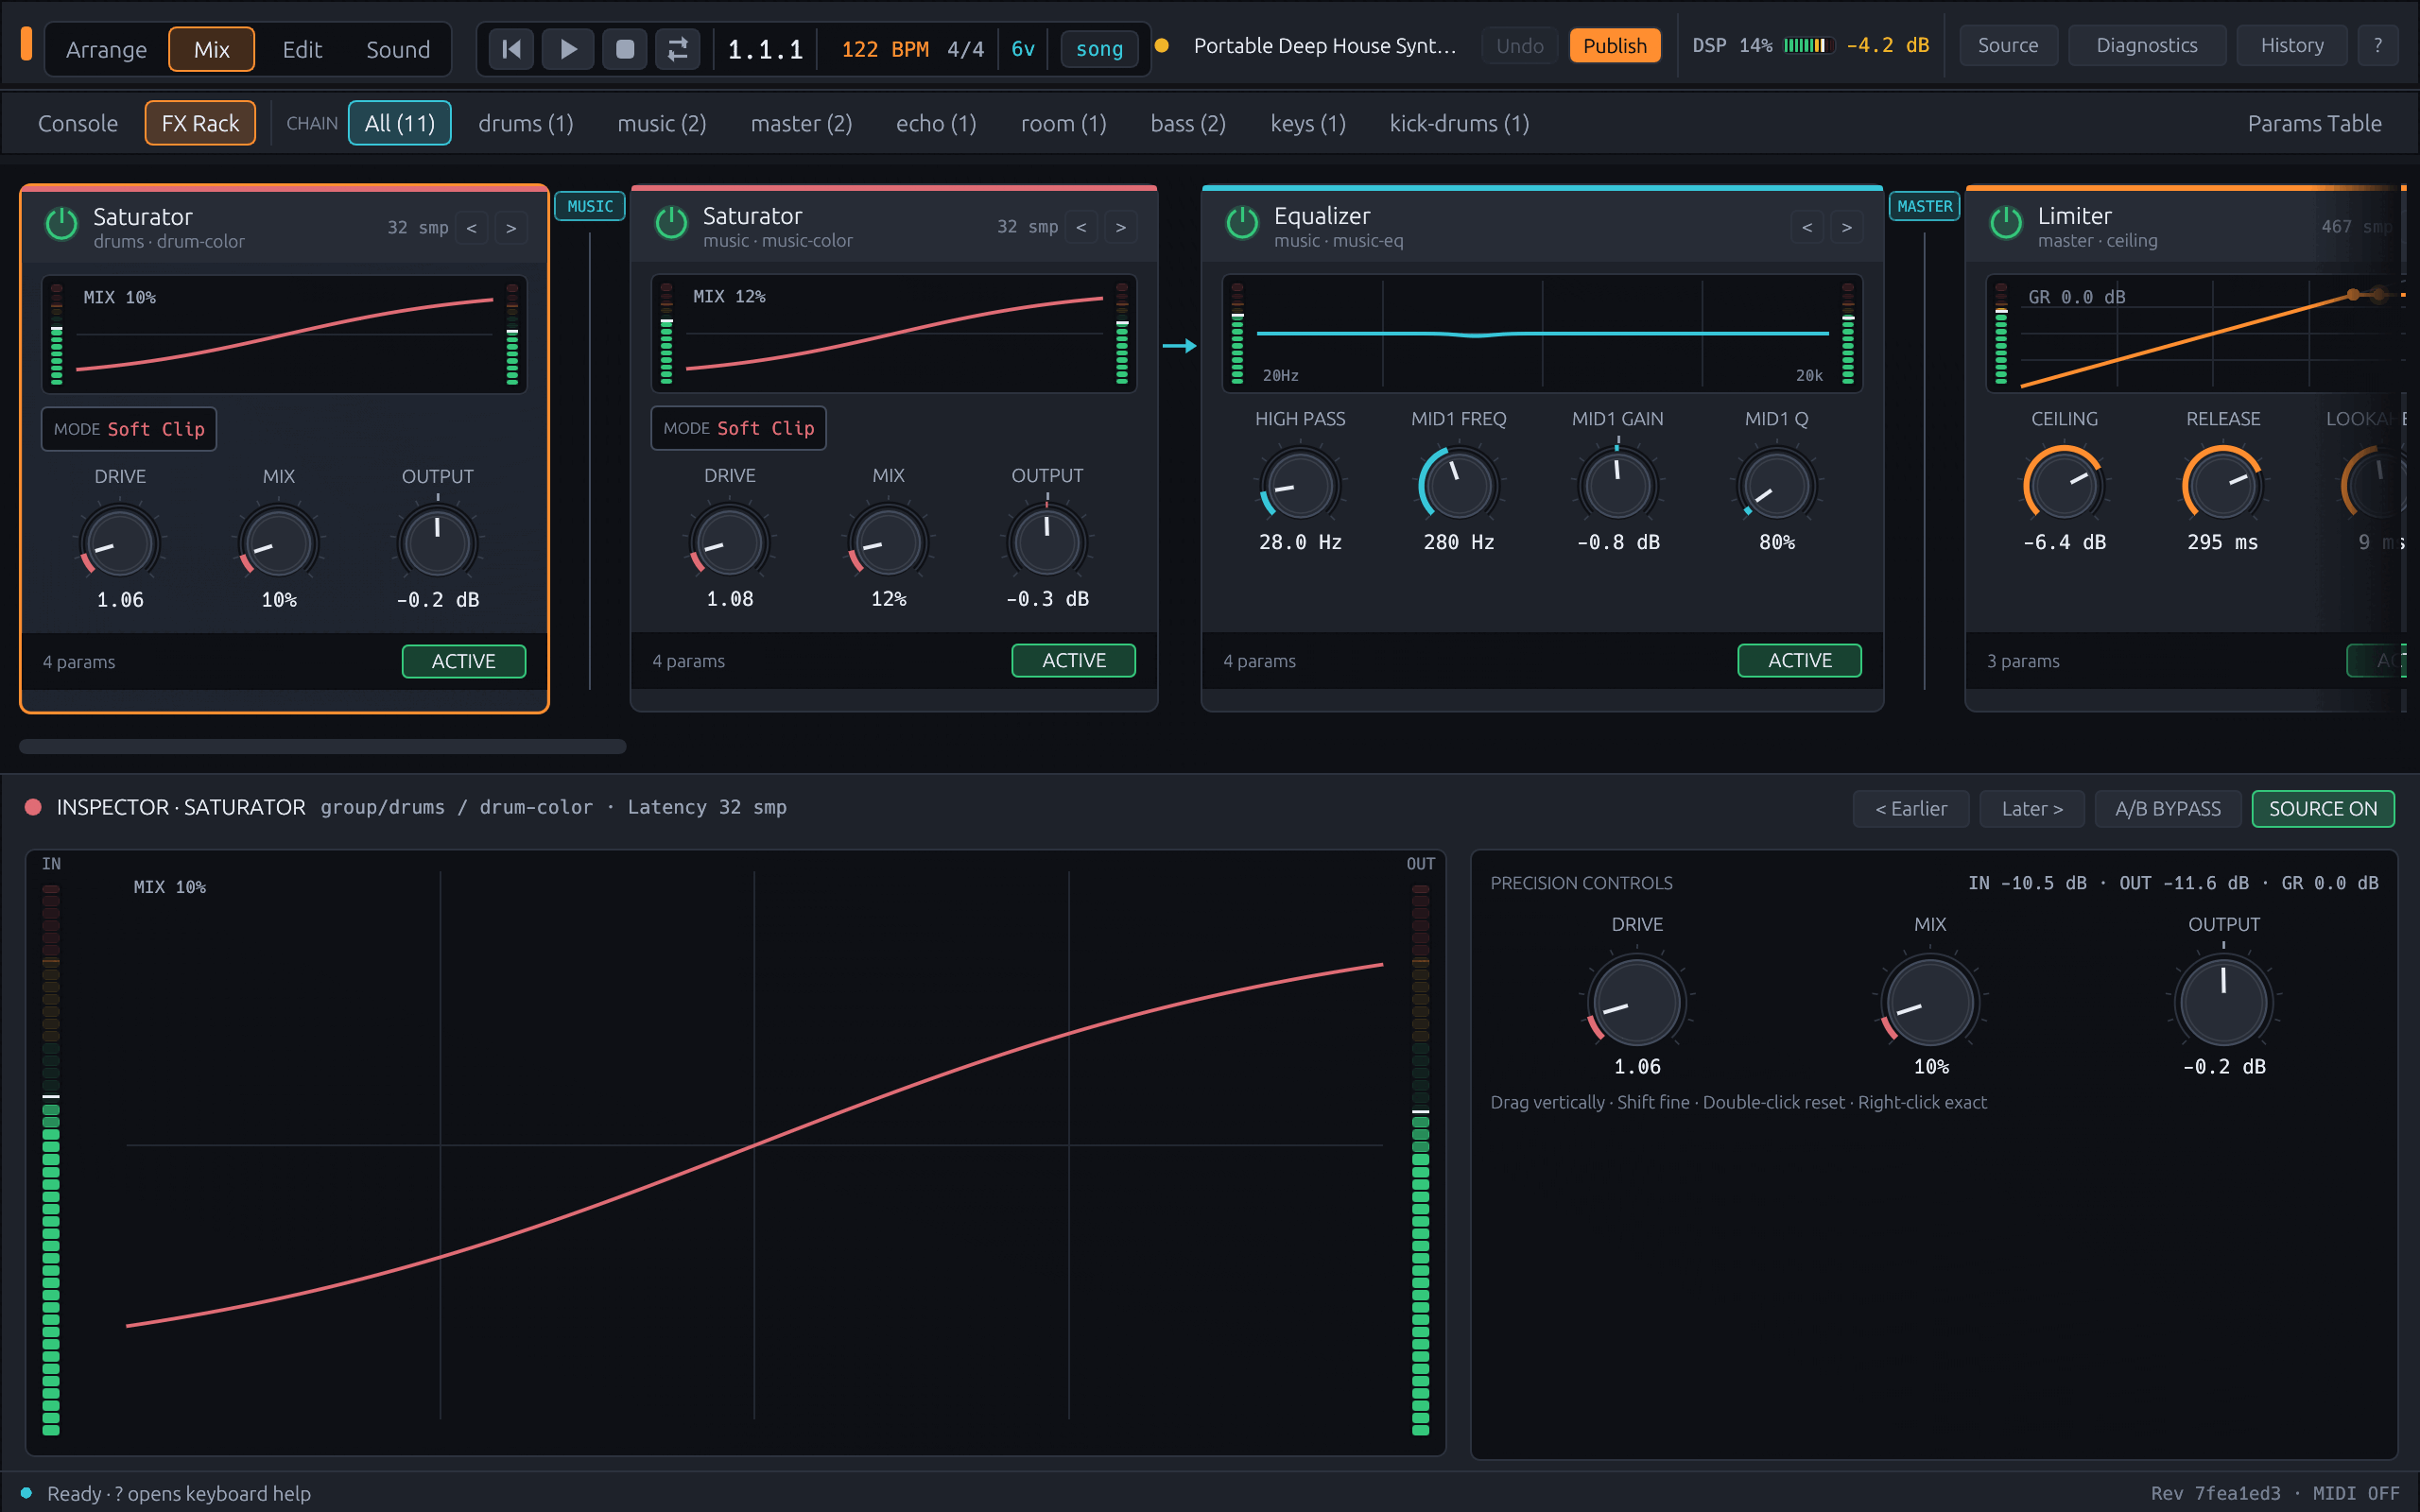 Arrange Mix Edit Sound 1.1.1 122 BPM 4/4 6v song Portable Deep House Synt... Undo Publish DSP 14% -4.2 dB Source Diagnostics History ?
Console FX Rack CHAIN All (11) drums (1) music (2) master (2) echo (1) room (1) bass (2) keys (1) kick-drums (1) Params Table
Saturator
drums · drum-color
32 smp < >
MIX 10%
MODE Soft Clip
DRIVE MIX OUTPUT
1.06 10% -0.2 dB
4 params ACTIVE
MUSIC
Saturator
music · music-color
32 smp < >
MIX 12%
MODE Soft Clip
DRIVE MIX OUTPUT
1.08 12% -0.3 dB
4 params ACTIVE
Equalizer
music · music-eq
< >
20Hz 20k
HIGH PASS MID1 FREQ MID1 GAIN MID1 Q
28.0 Hz 280 Hz -0.8 dB 80%
4 params ACTIVE
MASTER
Limiter
master · ceiling
467 smp
GR 0.0 dB
CEILING RELEASE
-6.4 dB 295 ms 9 ms
3 params
INSPECTOR · SATURATOR group/drums / drum-color · Latency 32 smp < Earlier Later > A/B BYPASS SOURCE ON
IN OUT
MIX 10%
PRECISION CONTROLS IN -10.5 dB · OUT -11.6 dB · GR 0.0 dB
DRIVE MIX OUTPUT
1.06 10% -0.2 dB
Drag vertically · Shift fine · Double-click reset · Right-click exact
Ready · ? opens keyboard help Rev 7fea1ed3 · MIDI OFF